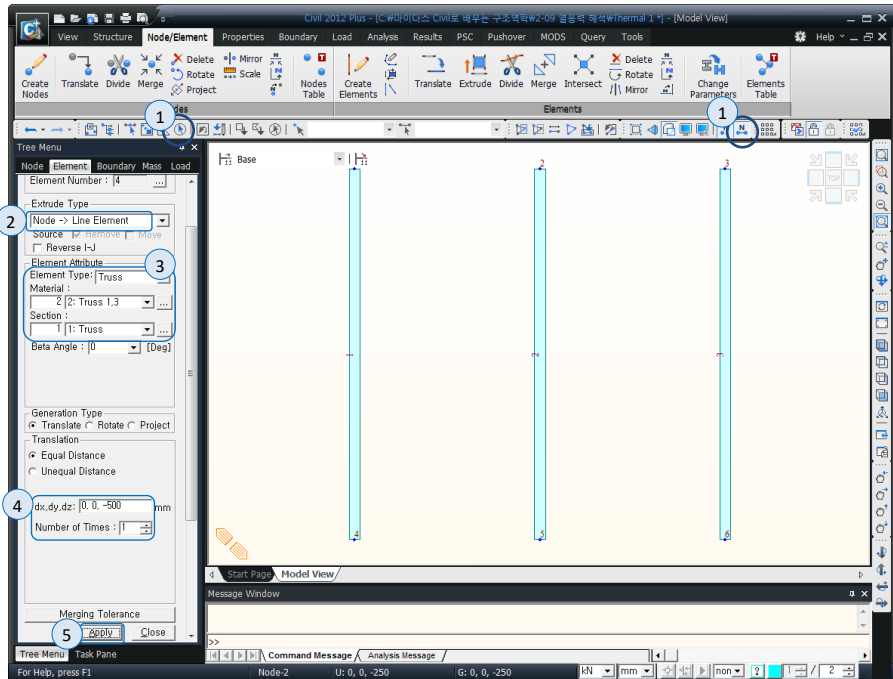 Civil 2012 Plus - [C:₩마이다스 Civil로 배우는 구조역학₩2-09 열응력 해석₩Thermal 1 *] - [Model View]
View Structure Node/Element Properties Boundary Load Analysis Results PSC Pushover MODS Query Tools Help
Create Nodes
Translate
Divide
Merge
Delete
Rotate
Project
Mirror
Scale
Nodes Table
Create Elements
Translate
Extrude
Divide
Merge
Intersect
Delete
Rotate
Mirror
Change Parameters
Elements Table
Elements
1
1
Tree Menu
Node Element Boundary Mass Load
Element Number : 4
...
Extrude Type
2
Node -> Line Element
Source Remove Move
Reverse I-J
Element Attribute
3
Element Type: Truss
Material :
2 2: Truss 1,3 ...
Section :
1 1: Truss ...
Beta Angle : 0 [Deg]
Generation Type
Translate Rotate Project
Translation
Equal Distance
Unequal Distance
4
dx,dy,dz: 0, 0, -500 mm
Number of Times : 1
Merging Tolerance
5
Apply Close
Tree Menu Task Pane
Base
2
3
TOP
1
2
3
4
5
6
Start Page Model View
Message Window
>>
Command Message Analysis Message
For Help, press F1
Node-2
U: 0, 0, -250
G: 0, 0, -250
kN
mm
non
?
1 / 2